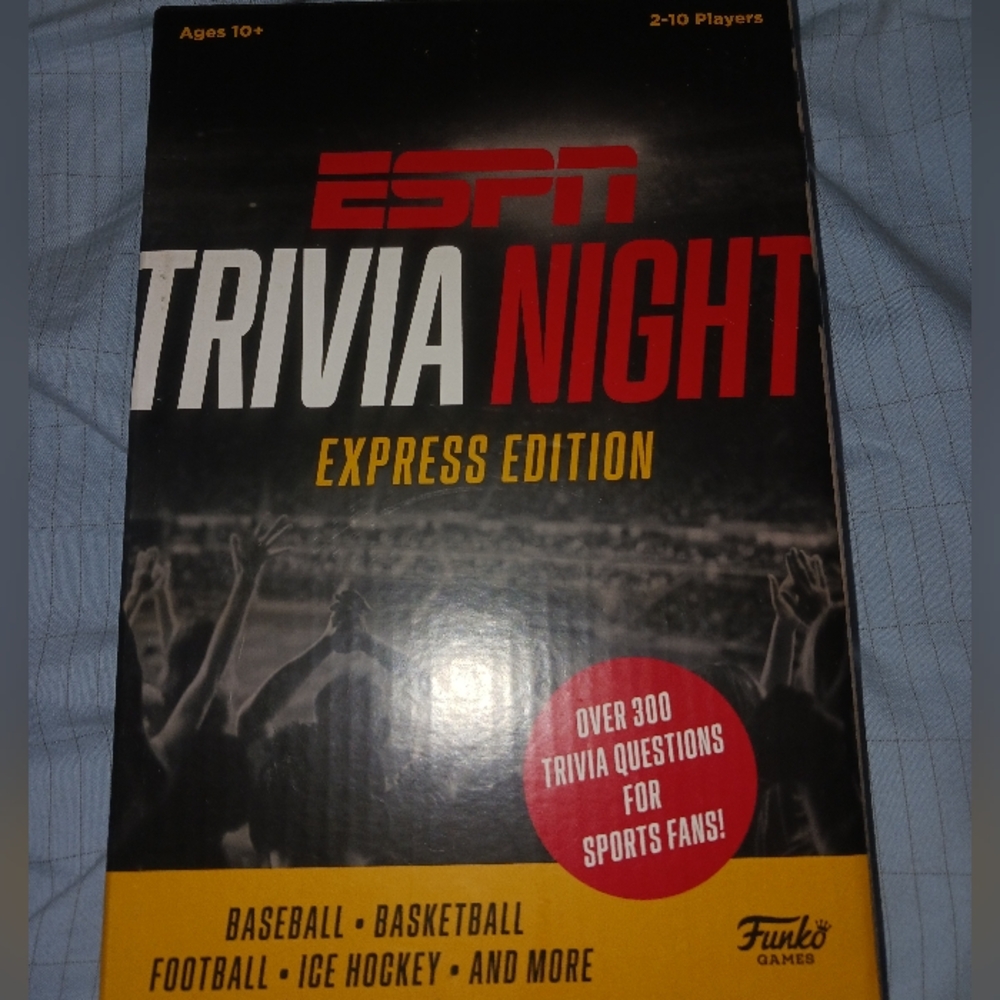 Ages 10+
2-10 Players
ESPN
TRIVIA NIGHT
EXPRESS EDITION
OVER 300
TRIVIA QUESTIONS
FOR
SPORTS FANS!
BASEBALL • BASKETBALL
FOOTBALL • ICE HOCKEY • AND MORE
Funko
GAMES